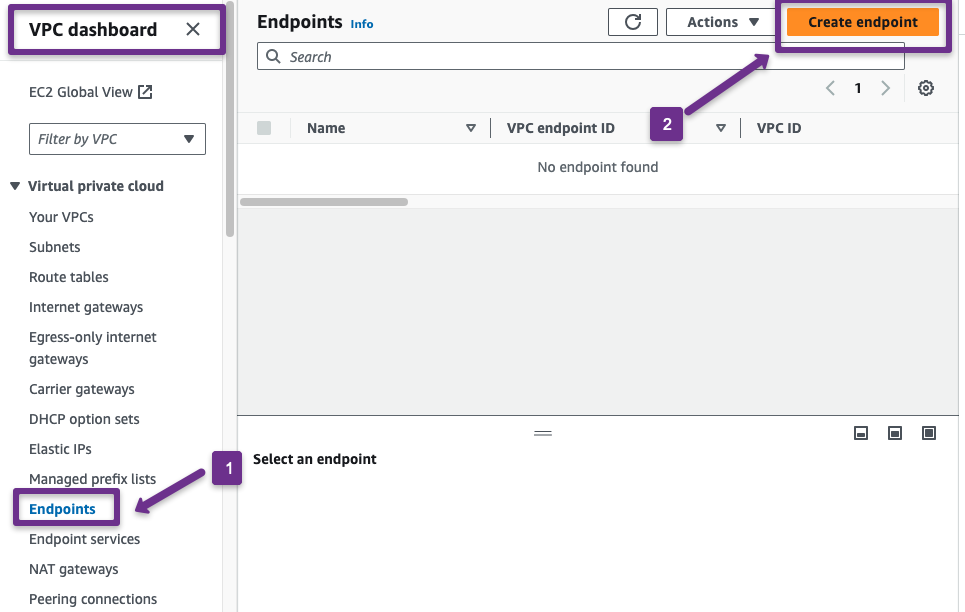 VPC dashboard
EC2 Global View
Filter by VPC
Virtual private cloud
Your VPCs
Subnets
Route tables
Internet gateways
Egress-only internet
gateways
Carrier gateways
DHCP option sets
Elastic IPs
Managed prefix lists
Endpoints
Endpoint services
NAT gateways
Peering connections
1
Endpoints Info
Actions
Create endpoint
Search
1
2
Name VPC endpoint ID VPC ID
No endpoint found
Select an endpoint